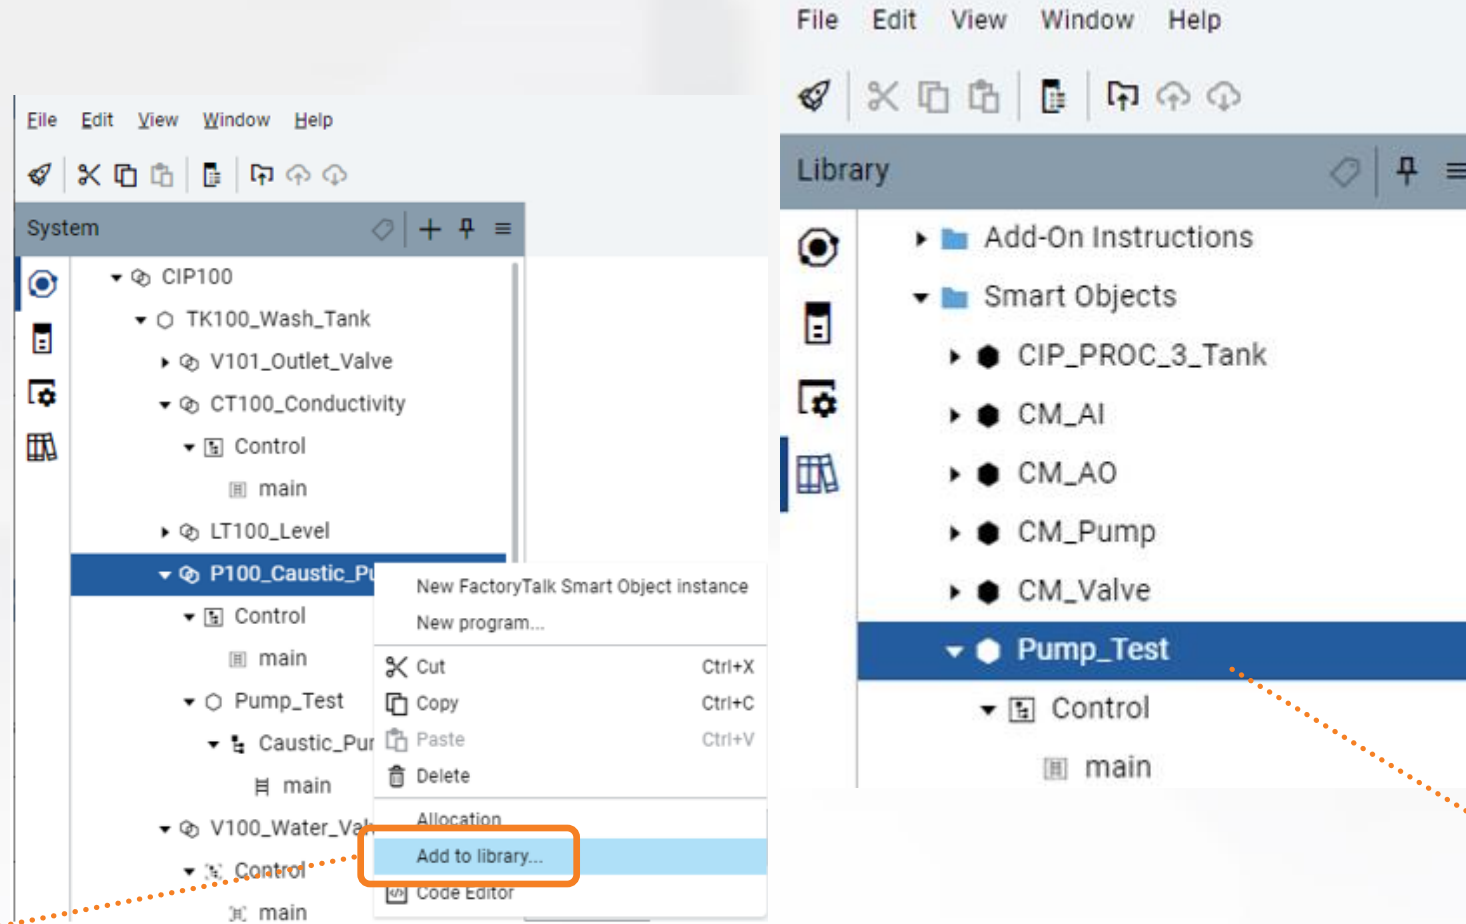 File Edit View Window Help
System
CIP100
TK100_Wash_Tank
V101_Outlet_Valve
CT100_Conductivity
Control
main
LT100_Level
P100_Caustic_Pu
Control
main
Pump_Test
Caustic_Pur
main
V100_Water_Val
Control
main
New FactoryTalk Smart Object instance
New program...
Cut Ctrl+X
Copy Ctrl+C
Paste Ctrl+V
Delete
Allocation
Add to library...
Code Editor
File Edit View Window Help
Library
Add-On Instructions
Smart Objects
CIP_PROC_3_Tank
CM_AI
CM_AO
CM_Pump
CM_Valve
Pump_Test
Control
main